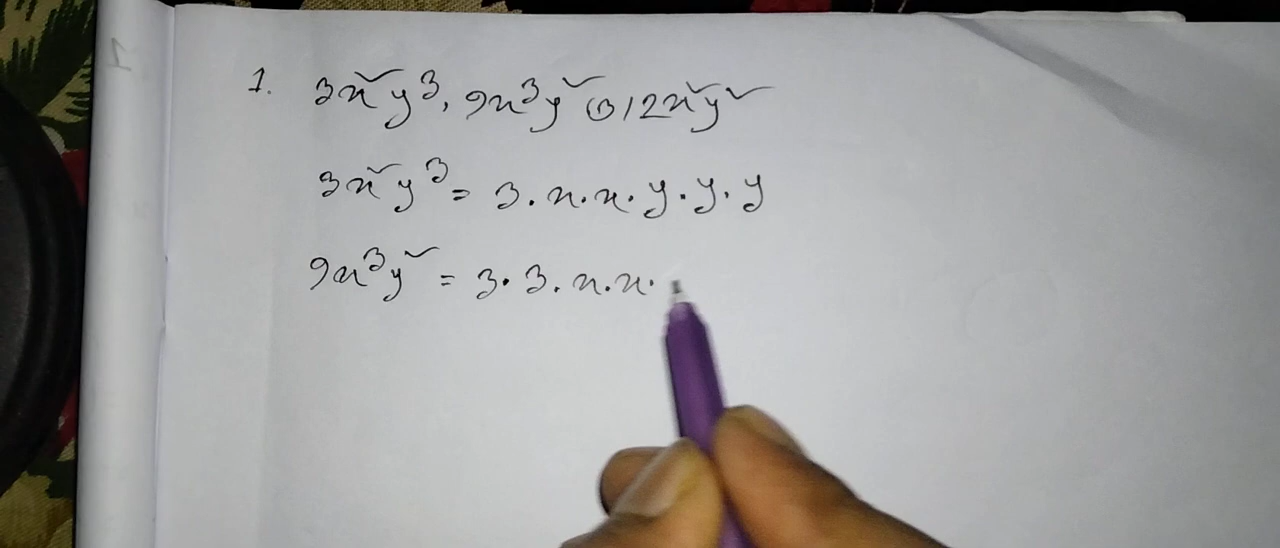 1. 3x²y³, 9x³y² ও 12x²y²
3x²y³ = 3.x.x.y.y.y
9x³y² = 3.3.x.x.